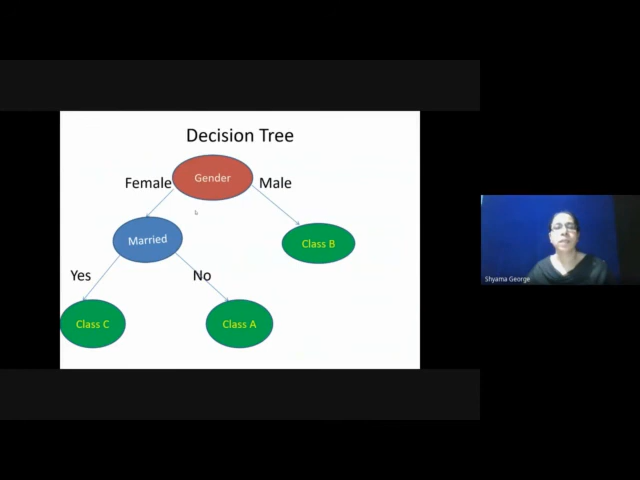 Decision Tree
Gender
Female
Male
Married
Class B
Yes
No
Class C
Class A
Shyama George